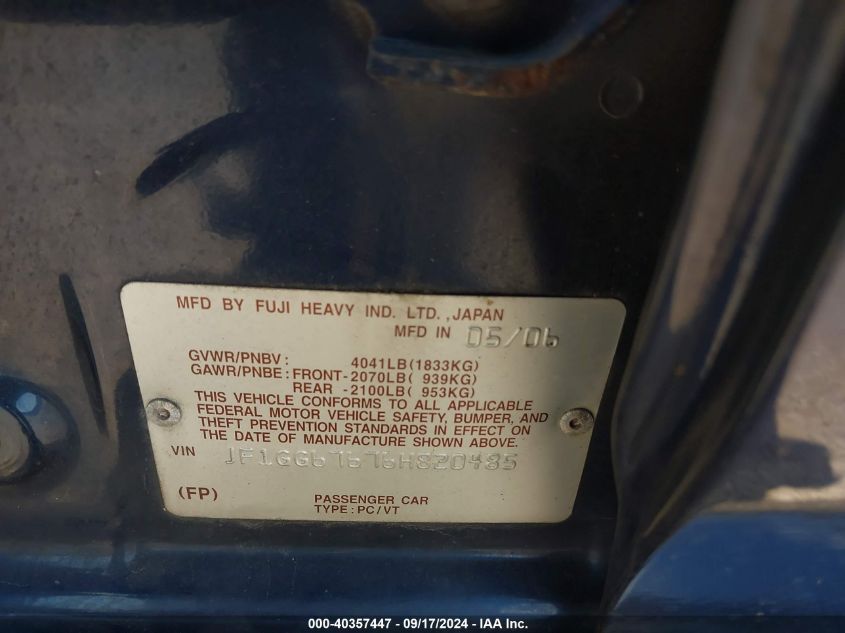 MFD BY FUJI HEAVY IND. LTD., JAPAN
MFD IN 05/06
GVWR/PNBV: 4041LB(1833KG)
GAWR/PNBE: FRONT-2070LB( 939KG)
REAR -2100LB( 953KG)
THIS VEHICLE CONFORMS TO ALL APPLICABLE
FEDERAL MOTOR VEHICLE SAFETY, BUMPER, AND
THEFT PREVENTION STANDARDS IN EFFECT ON
THE DATE OF MANUFACTURE SHOWN ABOVE.
VIN JF1GG67676H820485
(FP) PASSENGER CAR
TYPE: PC/VT
000-40357447 - 09/17/2024 - IAA Inc.